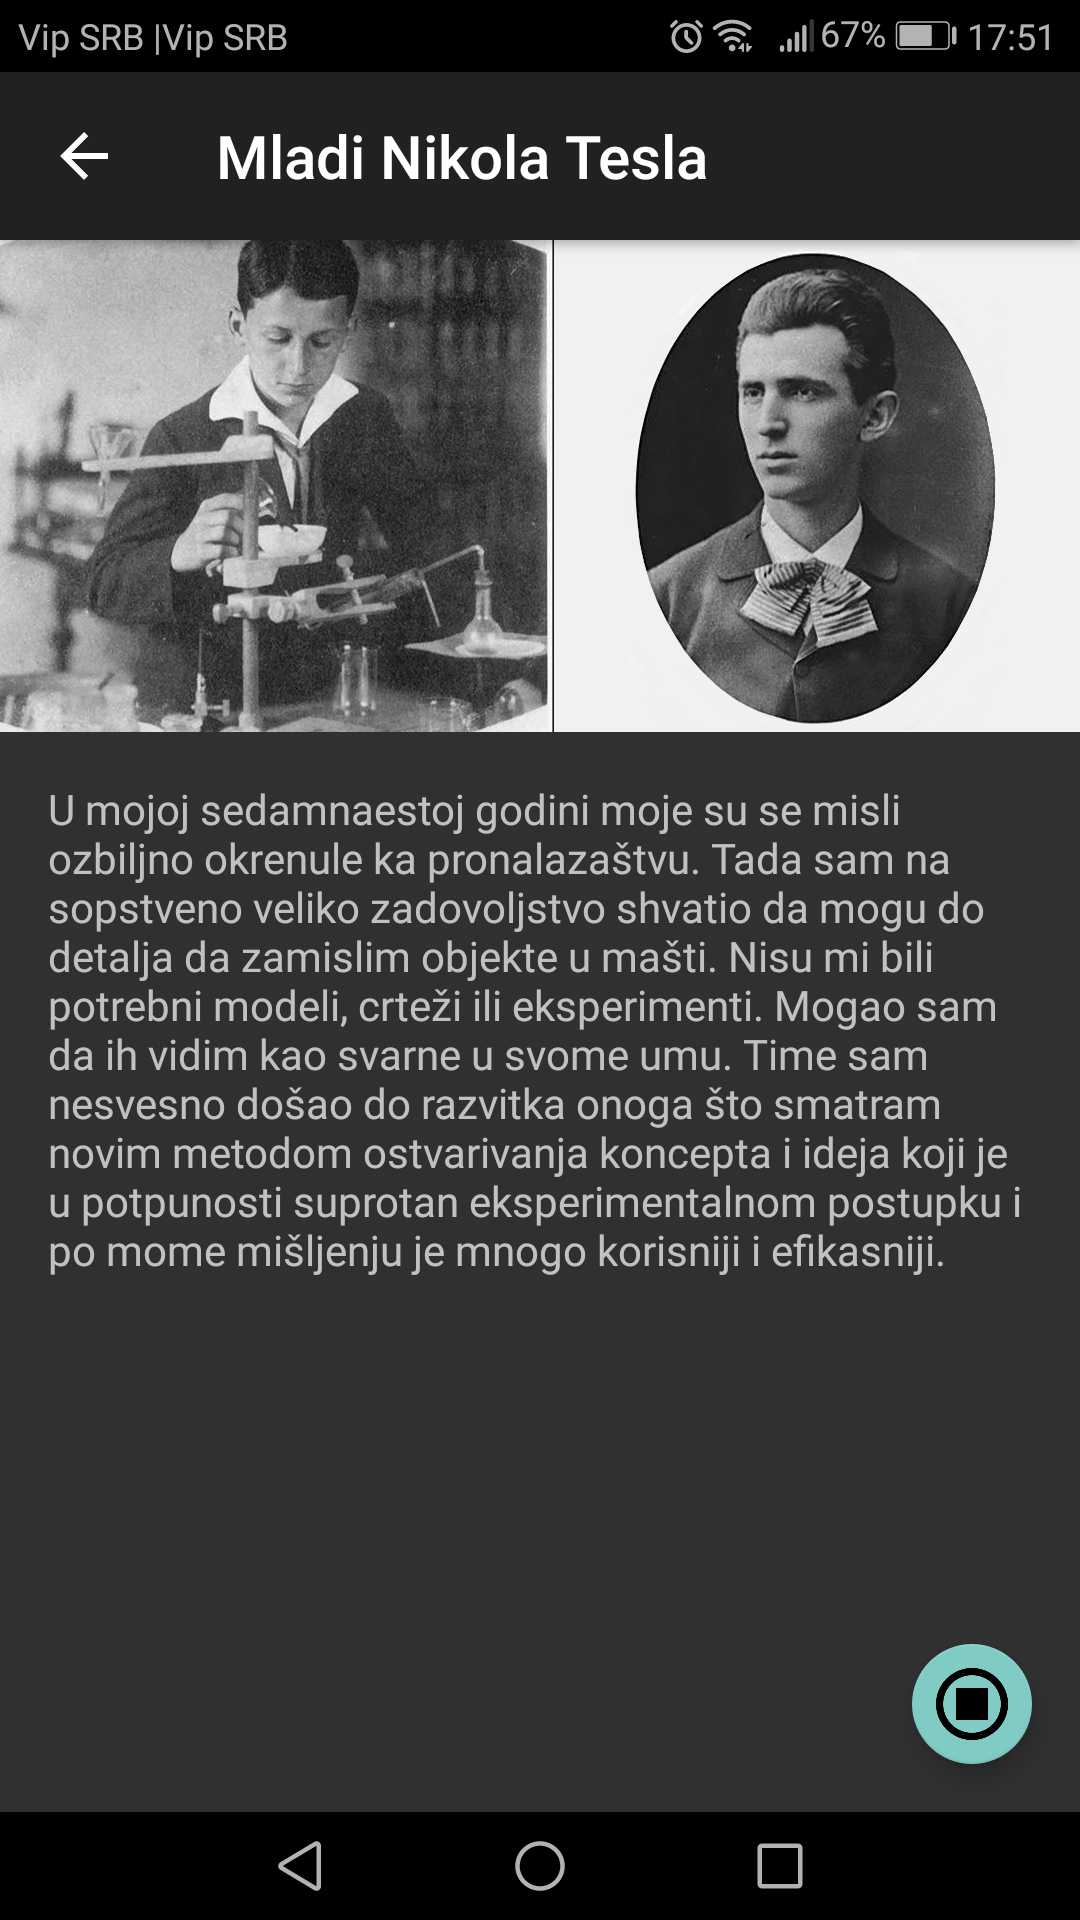 Vip SRB |Vip SRB 67% 17:51
Mladi Nikola Tesla
U mojoj sedamnaestoj godini moje su se misli
ozbiljno okrenule ka pronalazaštvu. Tada sam na
sopstveno veliko zadovoljstvo shvatio da mogu do
detalja da zamislim objekte u mašti. Nisu mi bili
potrebni modeli, crteži ili eksperimenti. Mogao sam
da ih vidim kao svarne u svome umu. Time sam
nesvesno došao do razvitka onoga što smatram
novim metodom ostvarivanja koncepta i ideja koji je
u potpunosti suprotan eksperimentalnom postupku i
po mome mišljenju je mnogo korisniji i efikasniji.